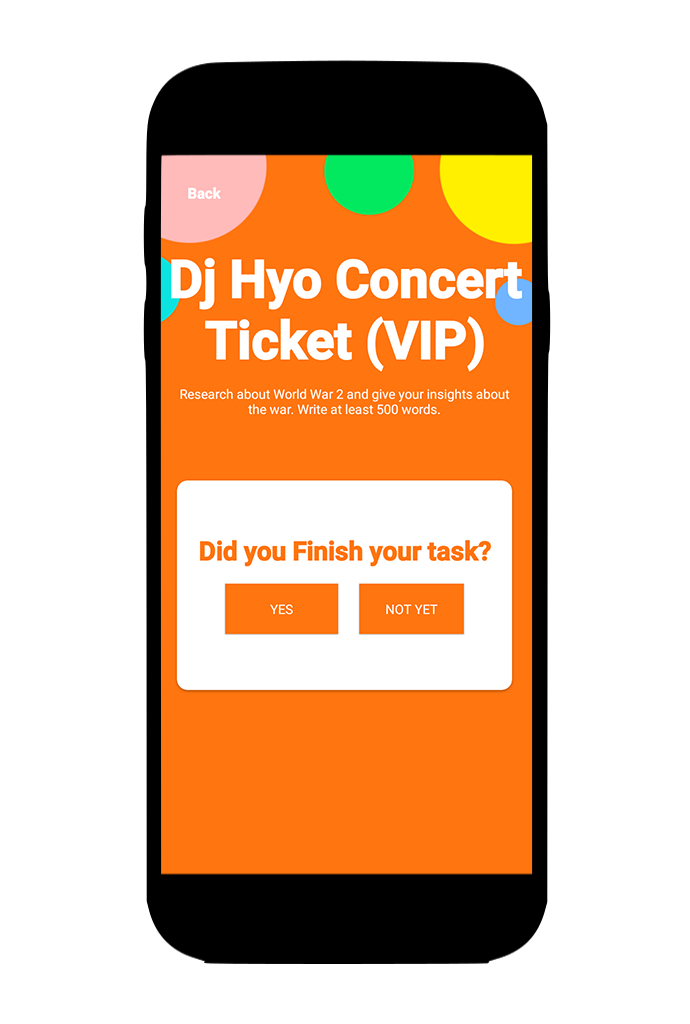 Back
Dj Hyo Concert
Ticket (VIP)
Research about World War 2 and give your insights about
the war. Write at least 500 words.
Did you Finish your task?
YES
NOT YET